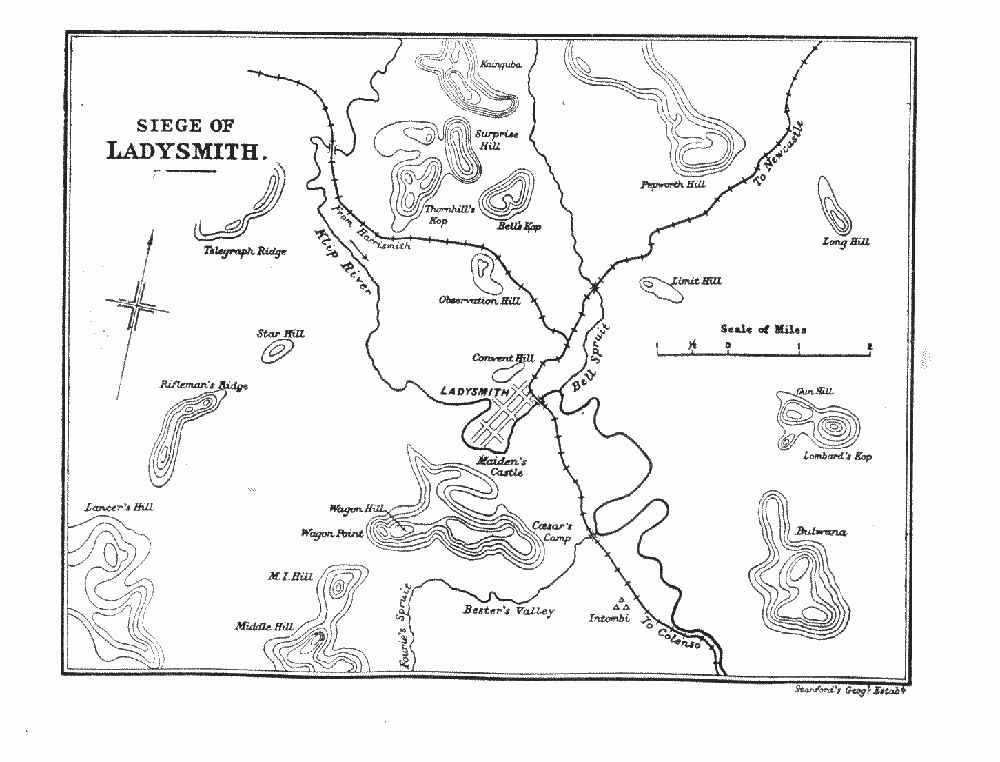 SIEGE OF
LADYSMITH.
Kainguba
Surprise
Hill
Thornhill's
Kop
Bell's Kop
Pepworth Hill
To Newcastle
Long Hill
Telegraph Ridge
From Harrismith
Klip River
Observation Hill
Limit Hill
Scale of Miles
1 ½ 0 1 2
Star Hill
Convent Hill
Bell Spruit
LADYSMITH
Rifleman's Ridge
Gun Hill
Lombard's Kop
Maiden's
Castle
Lancer's Hill
Wagon Hill
Wagon Point
Cæsar's
Camp
Bulwana
M.I. Hill
Bester's Valley
Fourie's Spruit
Intombi
To Colenso
Middle Hill
Stanford's Geogl. Estabt.